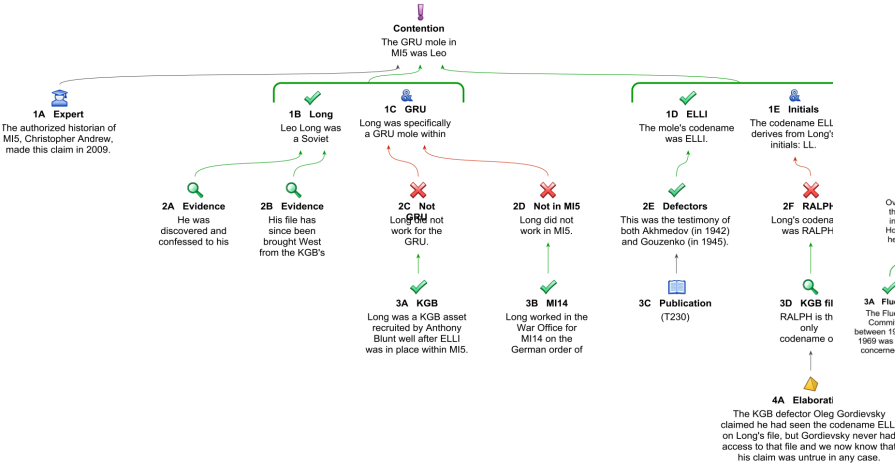 Contention
The GRU mole in
MI5 was Leo
1A Expert
The authorized historian of
MI5, Christopher Andrew,
made this claim in 2009.
1B Long
Leo Long was
a Soviet
1C GRU
Long was specifically
a GRU mole within
1D ELLI
The mole's codename
was ELLI.
1E Initials
The codename ELL
derives from Long's
initials: LL.
2A Evidence
He was
discovered and
confessed to his
2B Evidence
His file has
since been
brought West
from the KGB's
2C Not
GRU
Long did not
work for the
GRU.
2D Not in MI5
Long did not
work in MI5.
2E Defectors
This was the testimony of
both Akhmedov (in 1942)
and Gouzenko (in 1945).
2F RALPH
Long's codena
was RALPH
3A KGB
Long was a KGB asset
recruited by Anthony
Blunt well after ELLI
was in place within MI5.
3B MI14
Long worked in the
War Office for
MI14 on the
German order of
3C Publication
(T230)
3D KGB fil
RALPH is th
only
codename o
3A Flue
The Flue
Commi
between 19
1969 was
concerne
4A Elaborati
The KGB defector Oleg Gordievsky
claimed he had seen the codename ELL
on Long's file, but Gordievsky never had
access to that file and we now know that
his claim was untrue in any case.